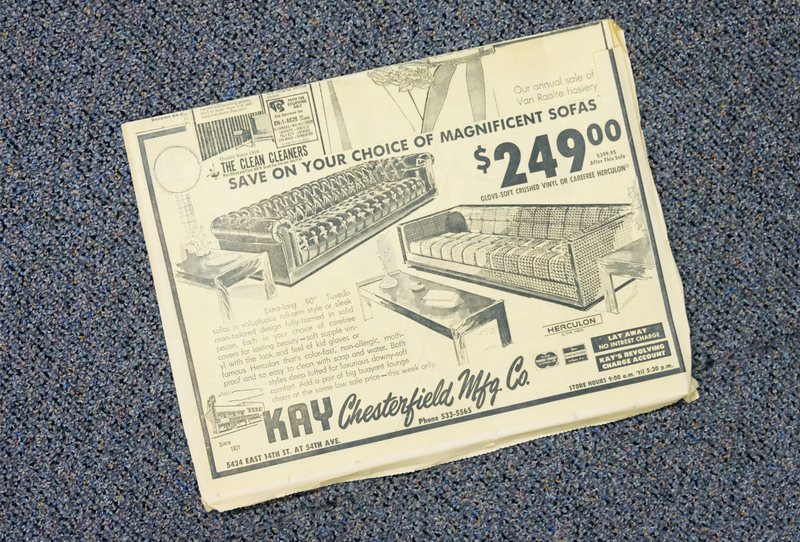 Our annual sale of
Van Raalte hosiery
Quality Since 1898
THE CLEAN CLEANERS
SAVE ON YOUR CHOICE OF MAGNIFICENT SOFAS
$249.00
$399.95
After This Sale
GLOVE-SOFT CRUSHED VINYL OR CAREFREE HERCULON
Extra-long 90" Tuxedo
sofas in voluptuous roll-arm style or sleek
man-tailored design fully-framed in solid
pecan. Each in your choice of carefree
covers for lasting beauty — soft supple vin-
yl with the look and feel of kid gloves or
famous Herculon that's color-fast, non-allergic, moth-
proof and so easy to clean with soap and water. Both
styles deep tufted for luxurious downy-soft
comfort. Add a pair of big buoyant lounge
chairs at the same low sale price — this week only.
HERCULON
LAY AWAY
NO INTEREST CHARGE
KAY'S REVOLVING
CHARGE ACCOUNT
STORE HOURS 9:00 a.m. 'til 5:30 p.m.
KAY Chesterfield Mfg Co.
Phone 533-5565
Since
1921
5424 EAST 14TH ST. AT 54TH AVE.